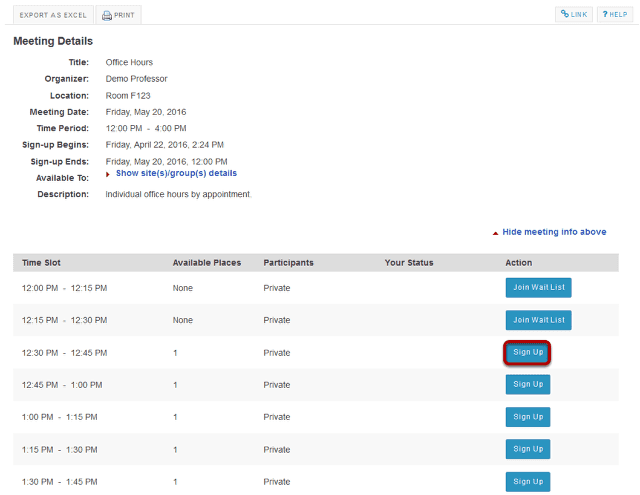 EXPORT AS EXCEL PRINT LINK ? HELP
Meeting Details
Title: Office Hours
Organizer: Demo Professor
Location: Room F123
Meeting Date: Friday, May 20, 2016
Time Period: 12:00 PM - 4:00 PM
Sign-up Begins: Friday, April 22, 2016, 2:24 PM
Sign-up Ends: Friday, May 20, 2016, 12:00 PM
Available To: Show site(s)/group(s) details
Description: Individual office hours by appointment.
Hide meeting info above
Time Slot Available Places Participants Your Status Action
12:00 PM - 12:15 PM None Private Join Wait List
12:15 PM - 12:30 PM None Private Join Wait List
12:30 PM - 12:45 PM 1 Private Sign Up
12:45 PM - 1:00 PM 1 Private Sign Up
1:00 PM - 1:15 PM 1 Private Sign Up
1:15 PM - 1:30 PM 1 Private Sign Up
1:30 PM - 1:45 PM 1 Private Sign Up